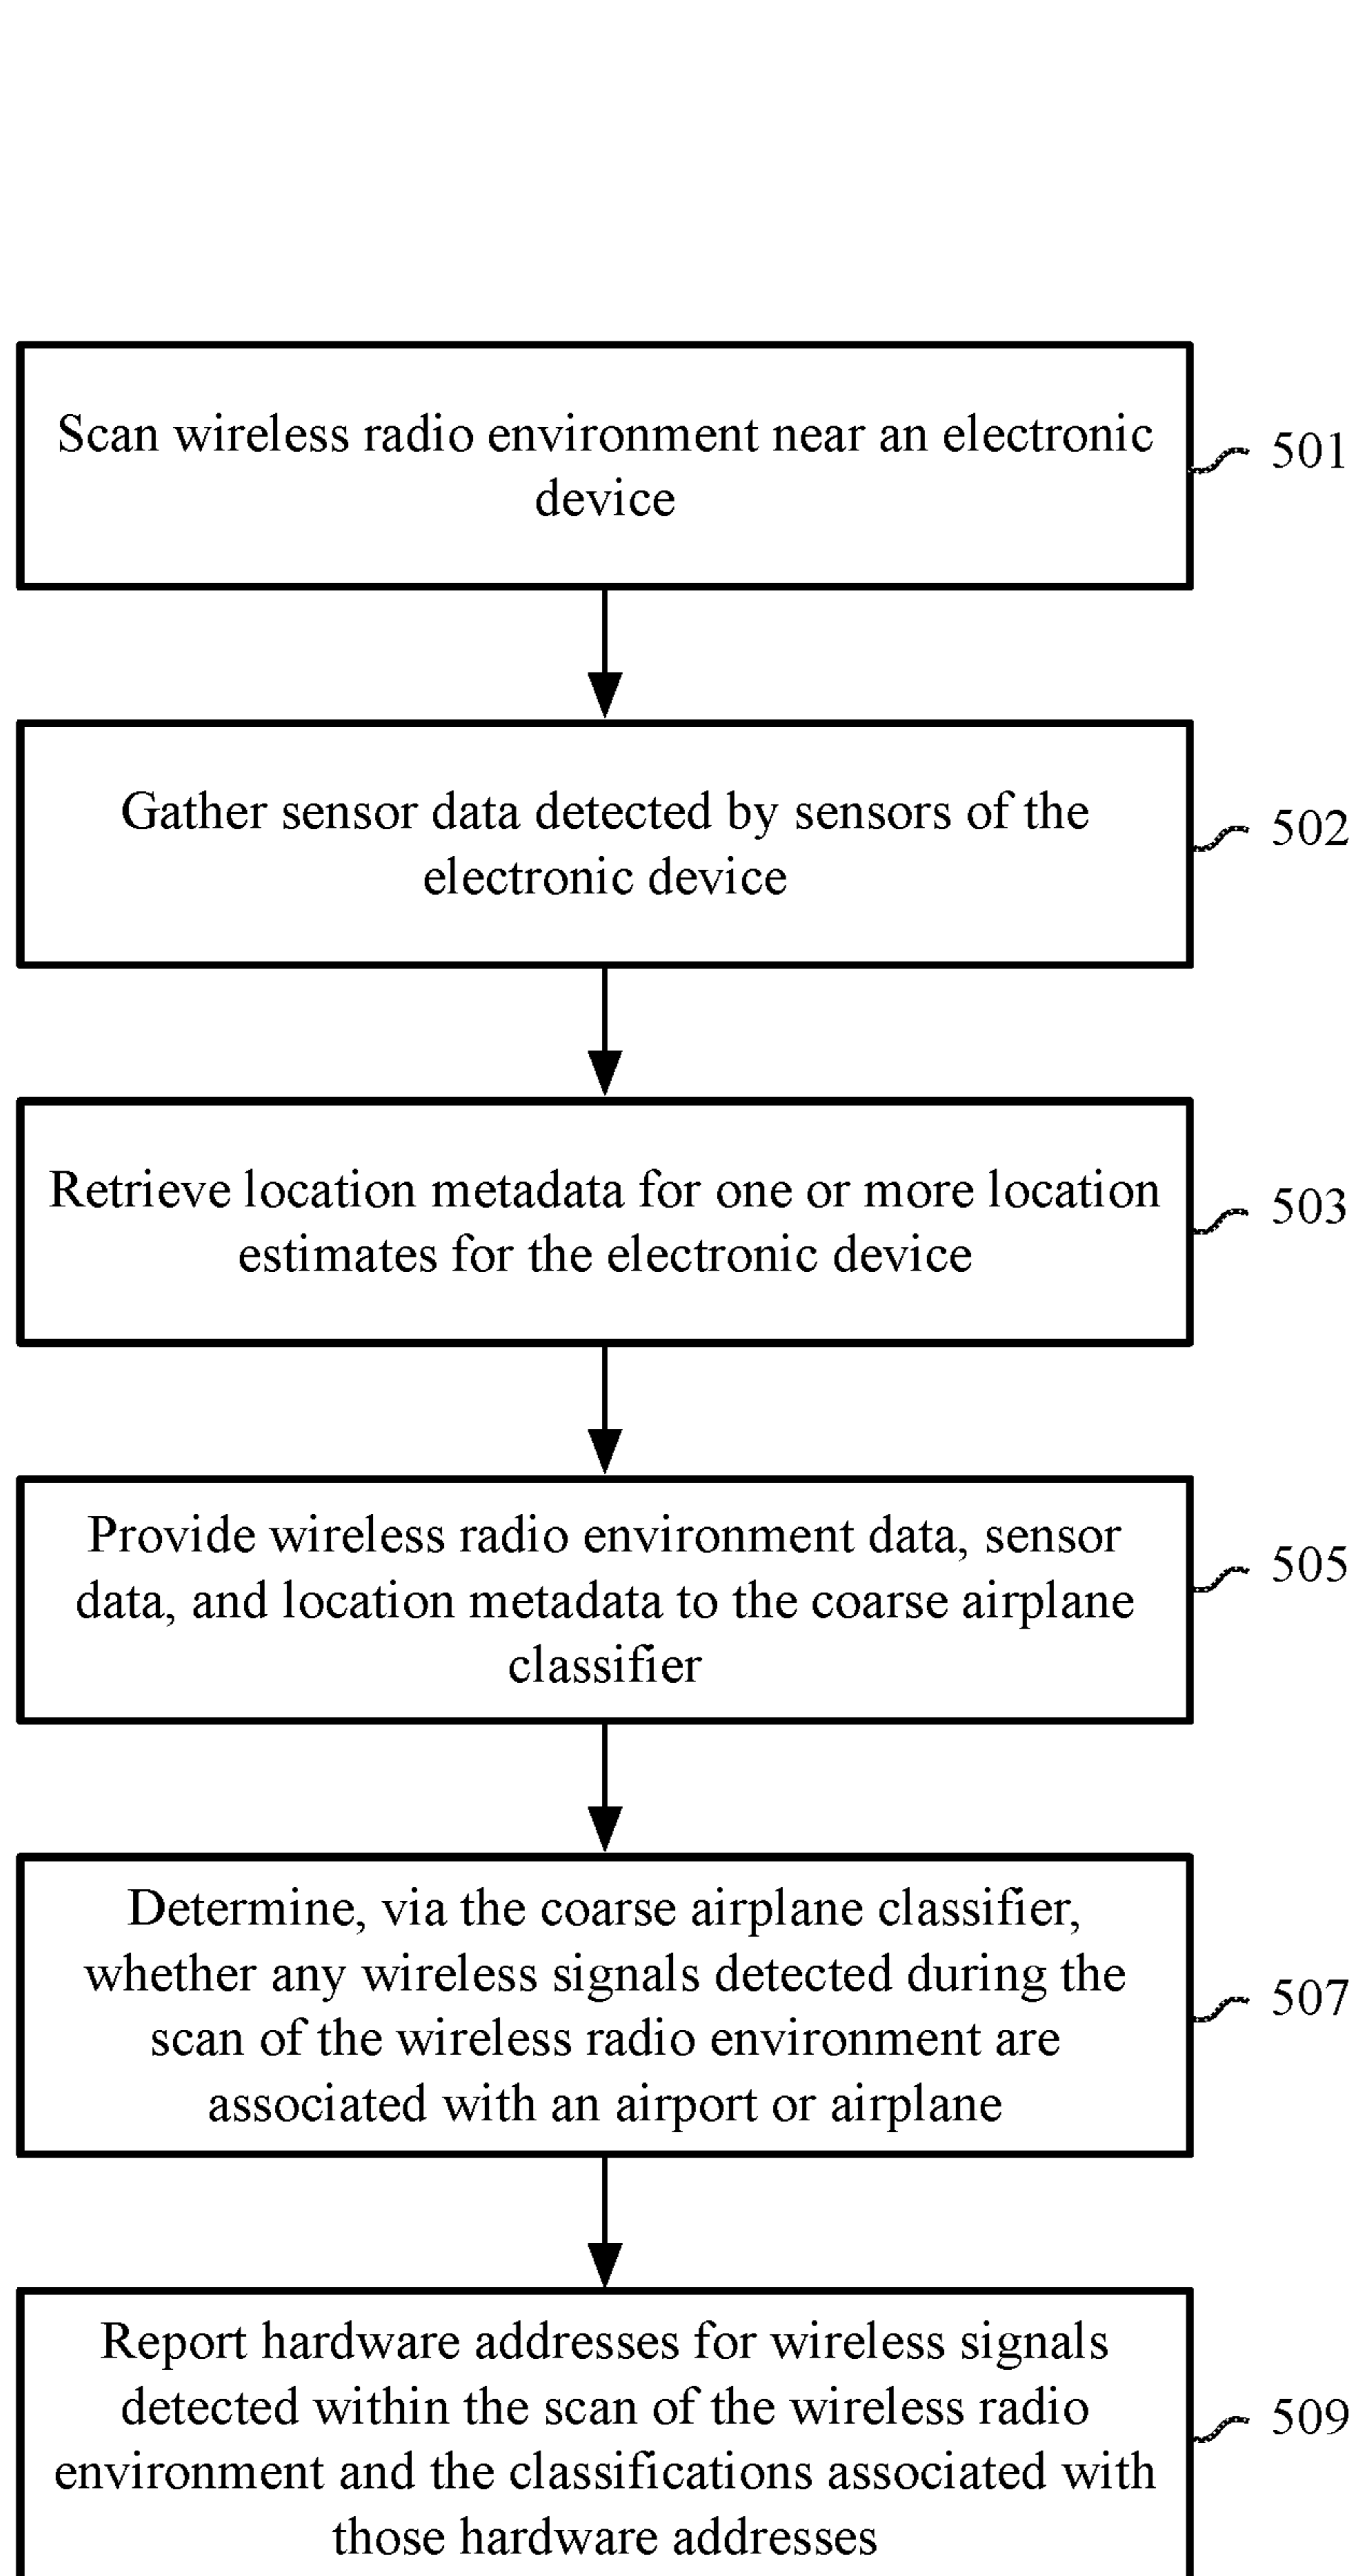 Scan wireless radio environment near an electronic
device
501
Gather sensor data detected by sensors of the
electronic device
502
Retrieve location metadata for one or more location
estimates for the electronic device
503
Provide wireless radio environment data, sensor
data, and location metadata to the coarse airplane
classifier
505
Determine, via the coarse airplane classifier,
whether any wireless signals detected during the
scan of the wireless radio environment are
associated with an airport or airplane
507
Report hardware addresses for wireless signals
detected within the scan of the wireless radio
environment and the classifications associated with
those hardware addresses
509